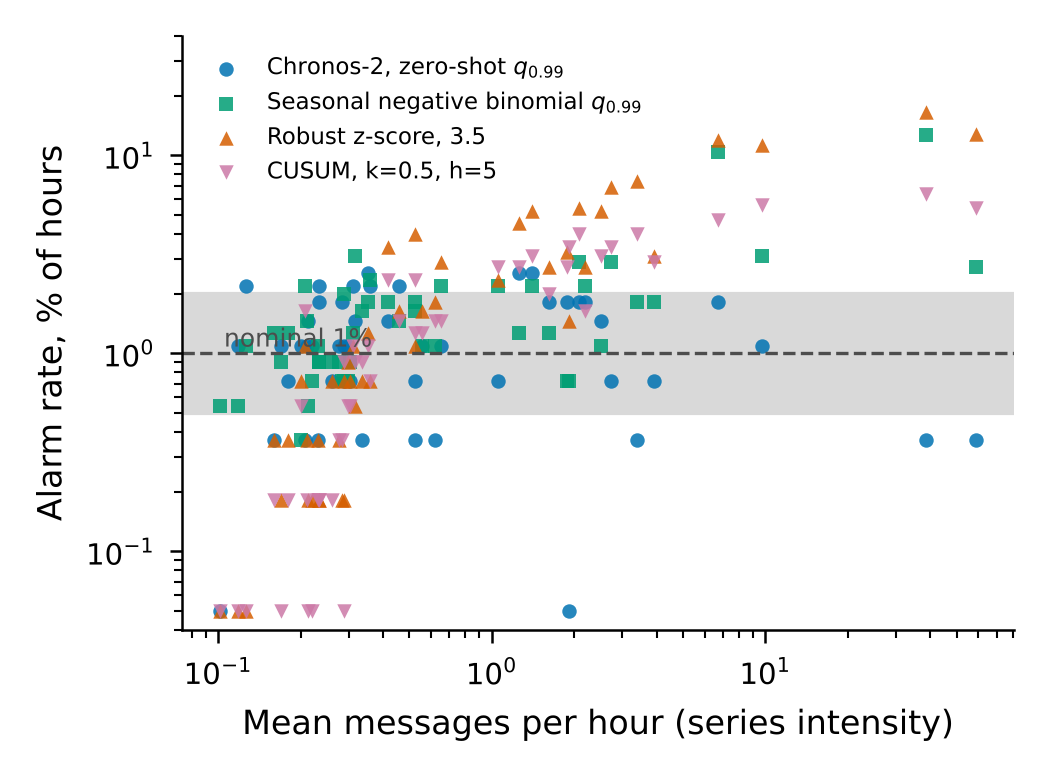 Chronos-2, zero-shot q₀.₉₉
Seasonal negative binomial q₀.₉₉
Robust z-score, 3.5
CUSUM, k=0.5, h=5
nominal 1%
Alarm rate, % of hours
10¹
10⁰
10⁻¹
10⁻¹ 10⁰ 10¹
Mean messages per hour (series intensity)